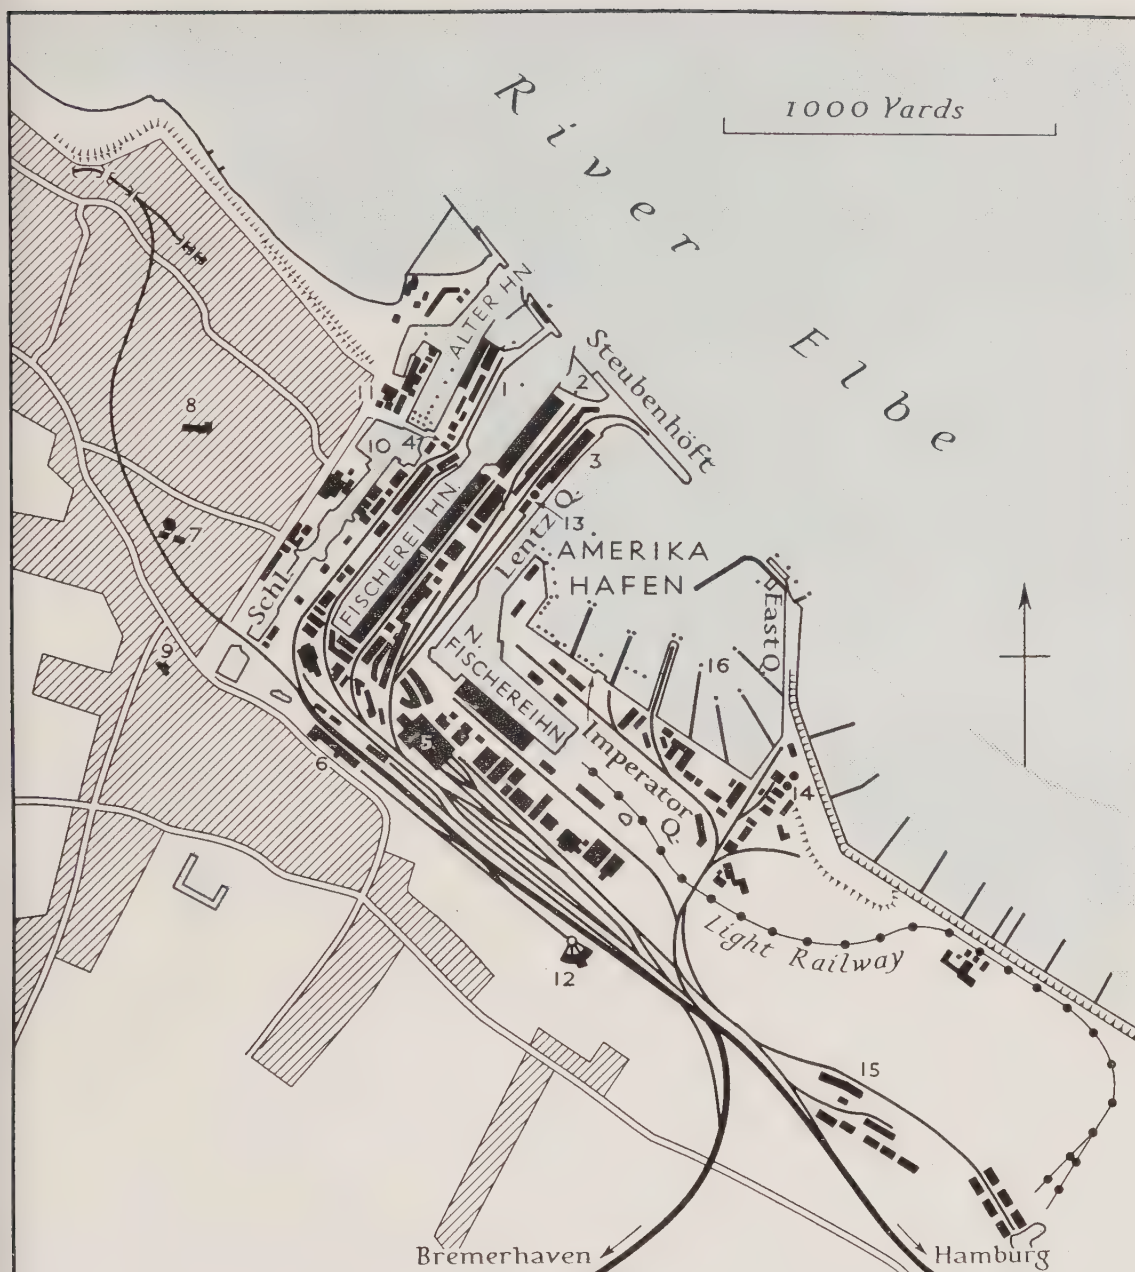 1000 Yards
River Elbe
ALTER HN
Steubenhöft
1
2
3
11
8
10
4
FISCHEREI HN
Lentz Q.
13
AMERIKA
HAFEN
7
Schl.
East Q.
9
N.
FISCHEREIHN
16
5
6
Imperator
Q.
14
Light Railway
12
15
Bremerhaven
Hamburg